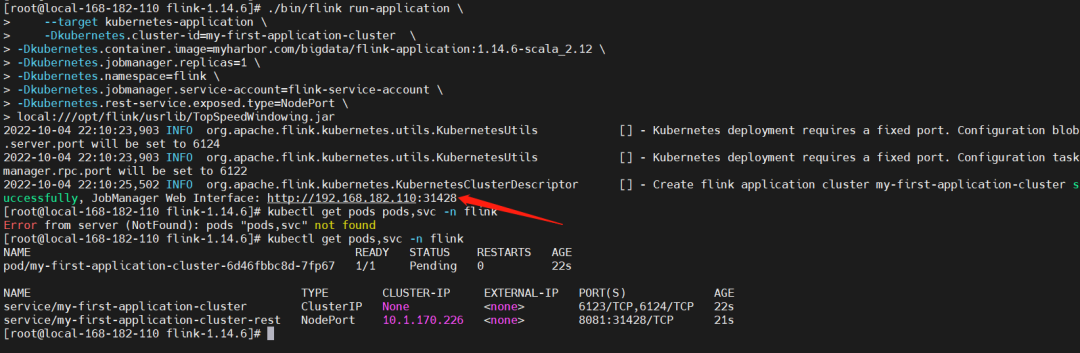 [root@local-168-182-110 flink-1.14.6]# ./bin/flink run-application \
>     --target kubernetes-application \
>     -Dkubernetes.cluster-id=my-first-application-cluster  \
> -Dkubernetes.container.image=myharbor.com/bigdata/flink-application:1.14.6-scala_2.12 \
> -Dkubernetes.jobmanager.replicas=1 \
> -Dkubernetes.namespace=flink \
> -Dkubernetes.jobmanager.service-account=flink-service-account \
> -Dkubernetes.rest-service.exposed.type=NodePort \
> local:///opt/flink/usrlib/TopSpeedWindowing.jar
2022-10-04 22:10:23,903 INFO  org.apache.flink.kubernetes.utils.KubernetesUtils             [] - Kubernetes deployment requires a fixed port. Configuration blob
.server.port will be set to 6124
2022-10-04 22:10:23,903 INFO  org.apache.flink.kubernetes.utils.KubernetesUtils             [] - Kubernetes deployment requires a fixed port. Configuration task
manager.rpc.port will be set to 6122
2022-10-04 22:10:25,502 INFO  org.apache.flink.kubernetes.KubernetesClusterDescriptor       [] - Create flink application cluster my-first-application-cluster s
uccessfully, JobManager Web Interface: http://192.168.182.110:31428
[root@local-168-182-110 flink-1.14.6]# kubectl get pods pods,svc -n flink
Error from server (NotFound): pods "pods,svc" not found
[root@local-168-182-110 flink-1.14.6]# kubectl get pods,svc -n flink
NAME                                                READY   STATUS    RESTARTS   AGE
pod/my-first-application-cluster-6d46fbbc8d-7fp67   1/1     Pending   0          22s
NAME                                        TYPE        CLUSTER-IP     EXTERNAL-IP   PORT(S)             AGE
service/my-first-application-cluster        ClusterIP   None           <none>        6123/TCP,6124/TCP   22s
service/my-first-application-cluster-rest   NodePort    10.1.170.226   <none>        8081:31428/TCP      21s
[root@local-168-182-110 flink-1.14.6]#